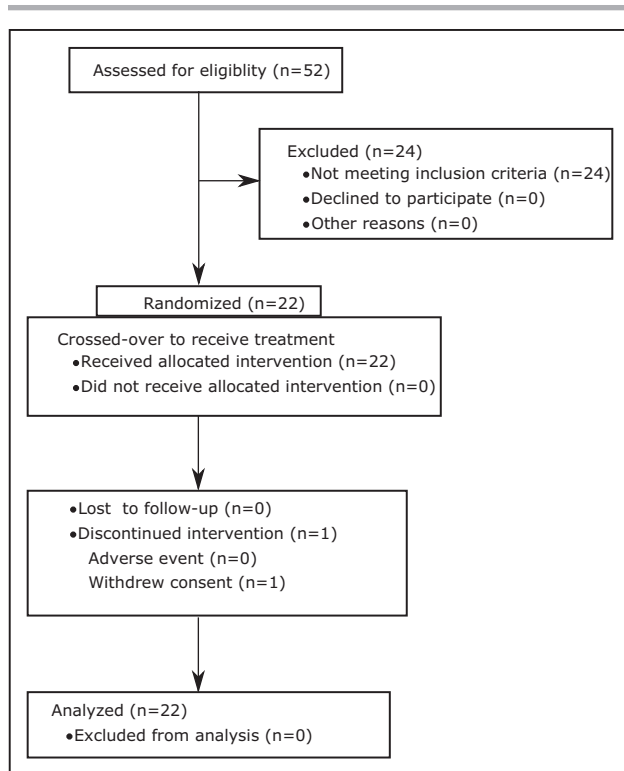 Assessed for eligiblity (n=52)
Excluded (n=24)
•Not meeting inclusion criteria (n=24)
•Declined to participate (n=0)
•Other reasons (n=0)
Randomized (n=22)
Crossed-over to receive treatment
•Received allocated intervention (n=22)
•Did not receive allocated intervention (n=0)
•Lost to follow-up (n=0)
•Discontinued intervention (n=1)
Adverse event (n=0)
Withdrew consent (n=1)
Analyzed (n=22)
•Excluded from analysis (n=0)